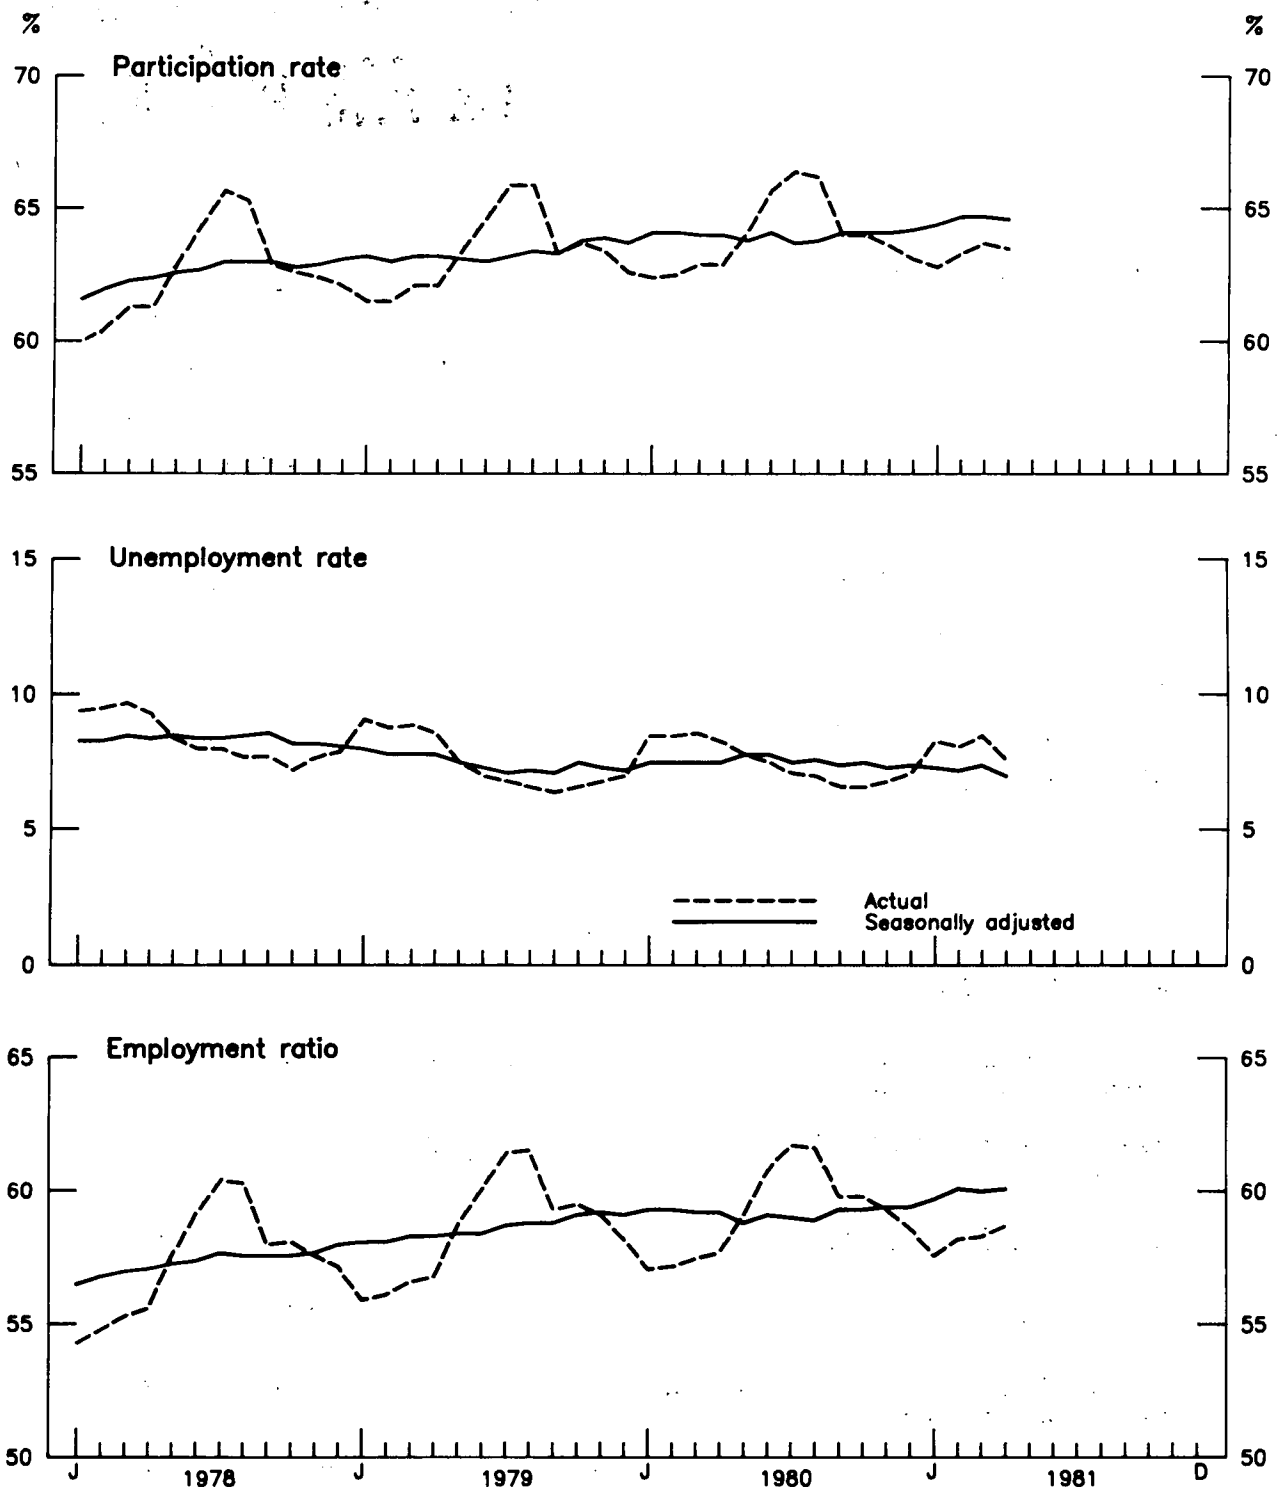 % %
Participation rate
70 70
65 65
60 60
55 55
Unemployment rate
15 15
10 10
5 5
Actual
Seasonally adjusted
0 0
Employment ratio
65 65
60 60
55 55
50 50
J 1978 J 1979 J 1980 J 1981 D